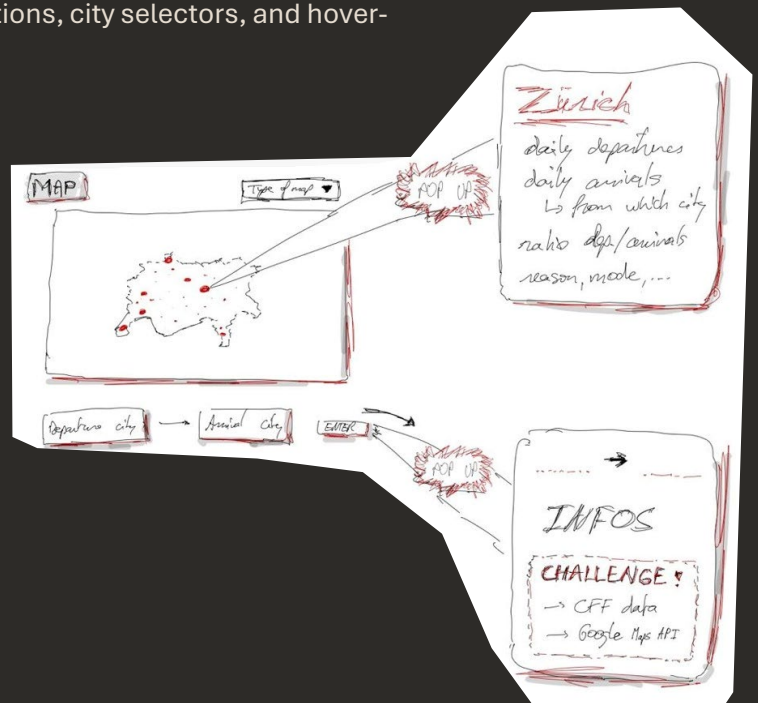 tions, city selectors, and hover-
MAP
Type of map ▼
POP UP
Zürich
daily departures
daily arrivals
↳ from which city
ratio dep/arrivals
reason, mode, ...
Departure city → Arrival city
ENTER
POP UP
→
INFOS
CHALLENGE!
→ CFF data
→ Google Maps API